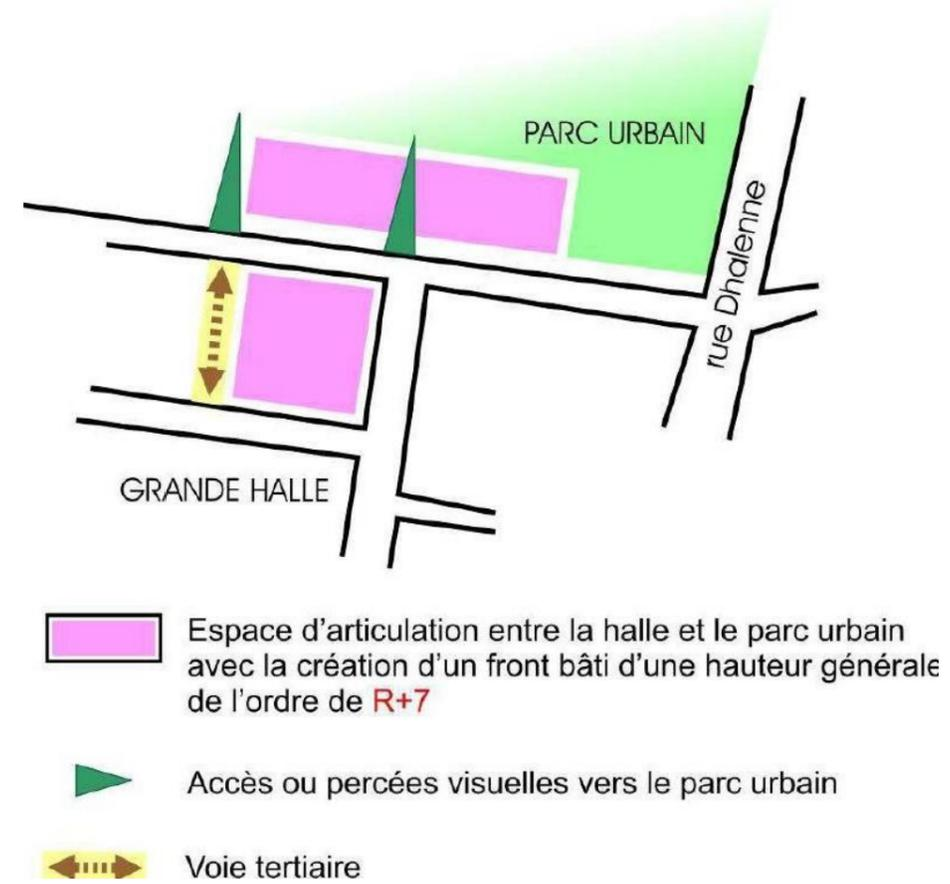 PARC URBAIN
rue Dhalenne
GRANDE HALLE
Espace d'articulation entre la halle et le parc urbain
avec la création d'un front bâti d'une hauteur générale
de l'ordre de R+7
Accès ou percées visuelles vers le parc urbain
Voie tertiaire